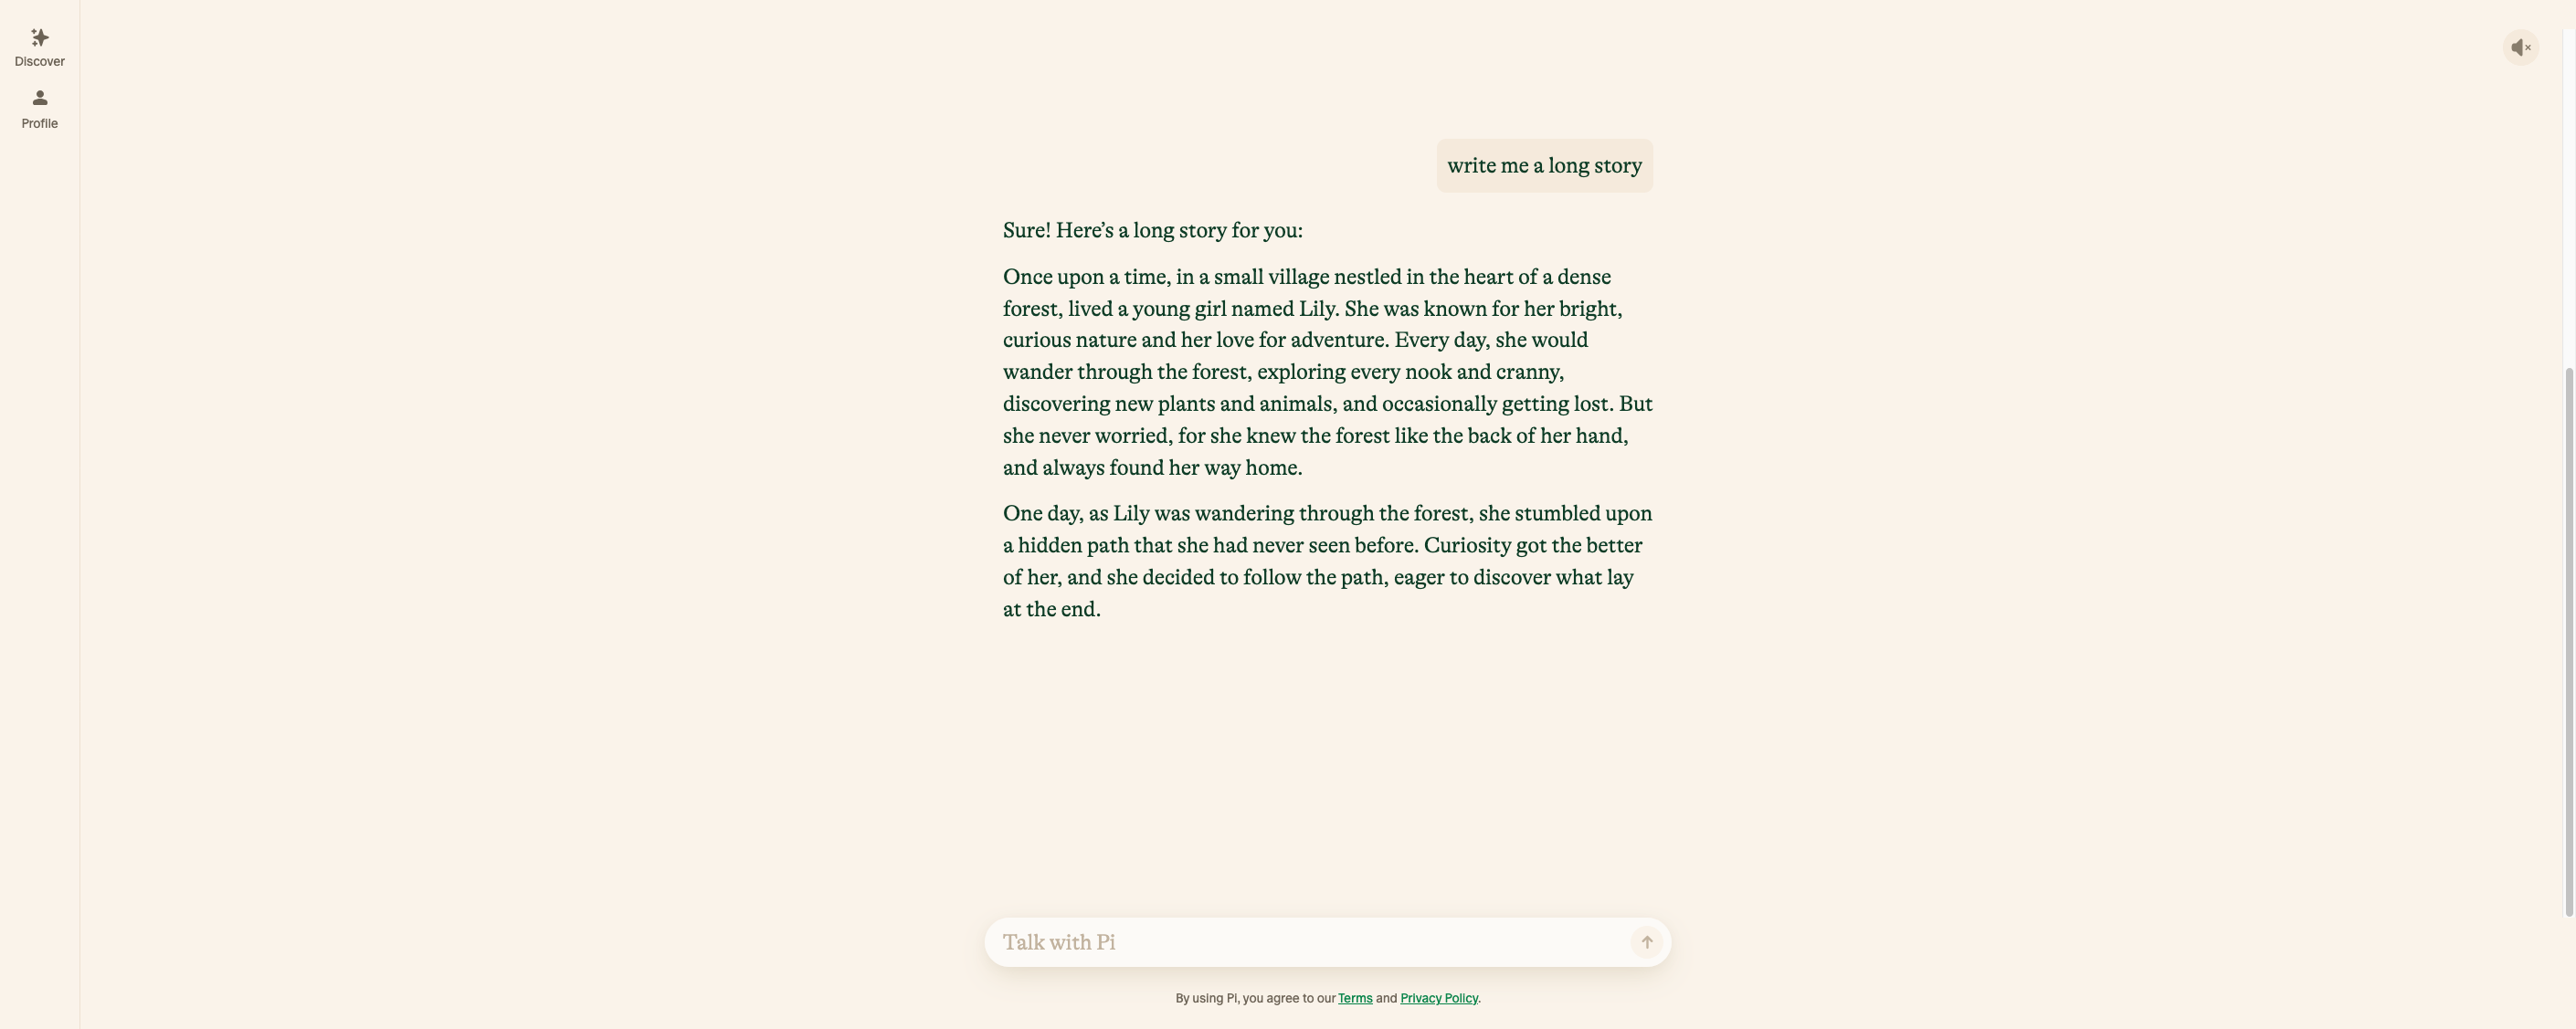 Discover
Profile
write me a long story
Sure! Here’s a long story for you:
Once upon a time, in a small village nestled in the heart of a dense
forest, lived a young girl named Lily. She was known for her bright,
curious nature and her love for adventure. Every day, she would
wander through the forest, exploring every nook and cranny,
discovering new plants and animals, and occasionally getting lost. But
she never worried, for she knew the forest like the back of her hand,
and always found her way home.
One day, as Lily was wandering through the forest, she stumbled upon
a hidden path that she had never seen before. Curiosity got the better
of her, and she decided to follow the path, eager to discover what lay
at the end.
Talk with Pi
By using Pi, you agree to our Terms and Privacy Policy.